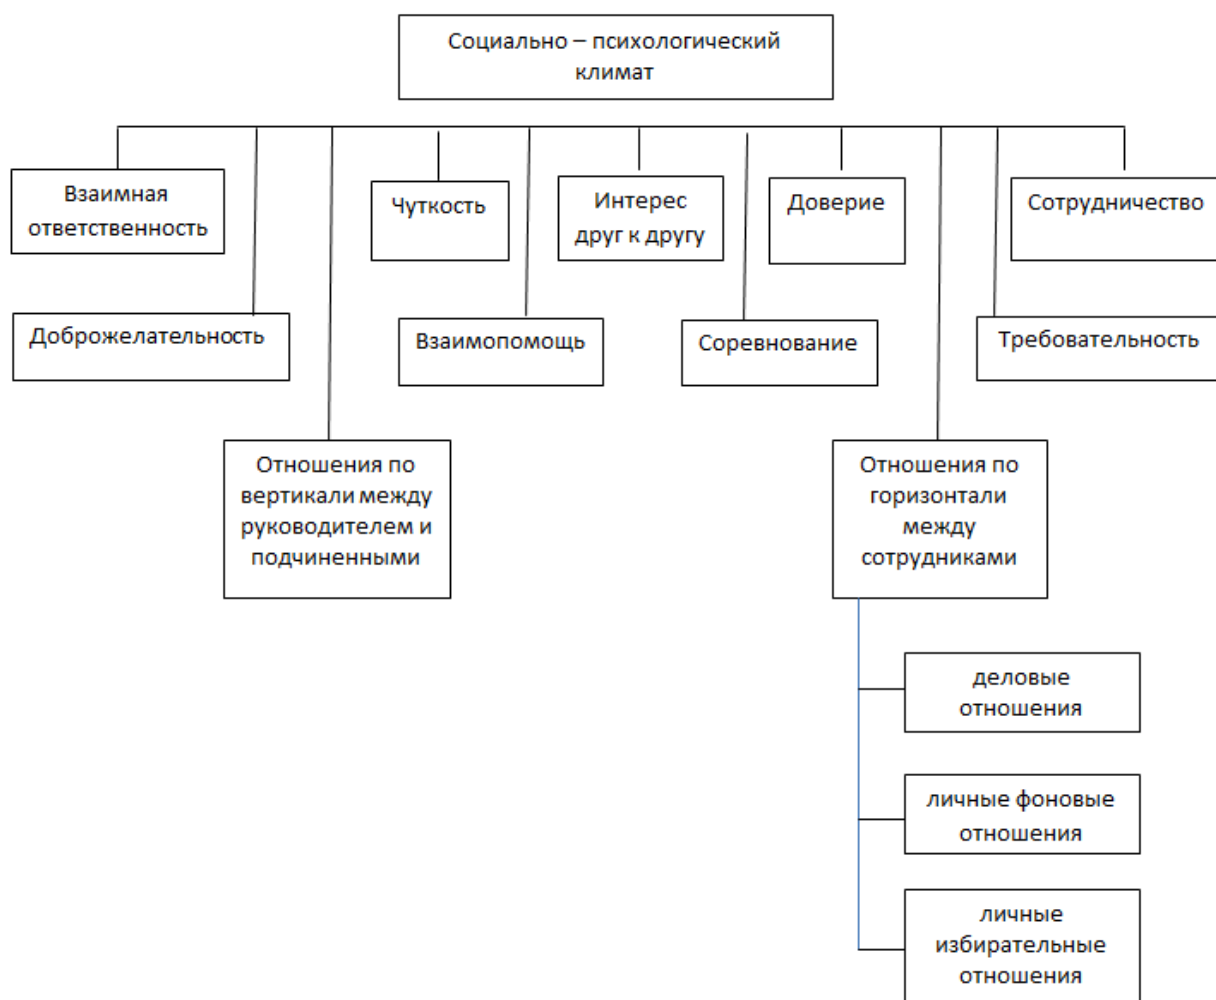 Социально – психологический
климат
Взаимная
ответственность
Чуткость
Интерес
друг к другу
Доверие
Сотрудничество
Доброжелательность
Взаимопомощь
Соревнование
Требовательность
Отношения по
вертикали между
руководителем и
подчиненными
Отношения по
горизонтали
между
сотрудниками
деловые
отношения
личные фоновые
отношения
личные
избирательные
отношения